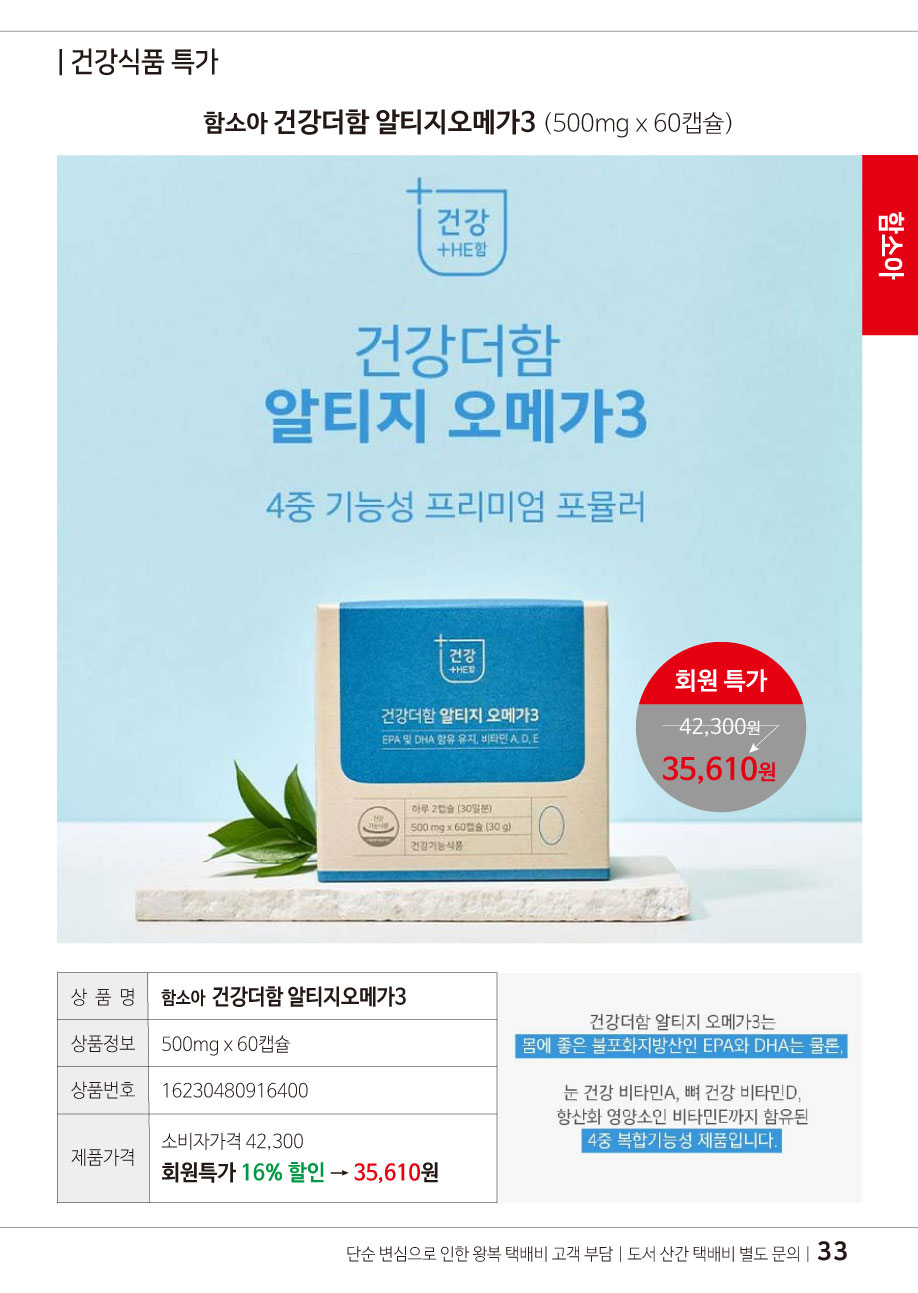 | 건강식품 특가
함소아 건강더함 알티지오메가3 (500mg x 60캡슐)
함소아
건강
+HE함
건강더함
알티지 오메가3
4중 기능성 프리미엄 포뮬러
건강
+HE함
건강더함 알티지 오메가3
EPA 및 DHA 함유 유지, 비타민 A, D, E
건강
기능식품
하루 2캡슐 (30일분)
500 mg x 60캡슐 (30 g)
건강기능식품
회원 특가
42,300원
35,610원
상 품 명 함소아 건강더함 알티지오메가3
상품정보 500mg x 60캡슐
상품번호 16230480916400
제품가격 소비자가격 42,300
회원특가 16% 할인 → 35,610원
건강더함 알티지 오메가3는
몸에 좋은 불포화지방산인 EPA와 DHA는 물론,
눈 건강 비타민A, 뼈 건강 비타민D,
항산화 영양소인 비타민E까지 함유된
4중 복합기능성 제품입니다.
단순 변심으로 인한 왕복 택배비 고객 부담 | 도서 산간 택배비 별도 문의 | 33